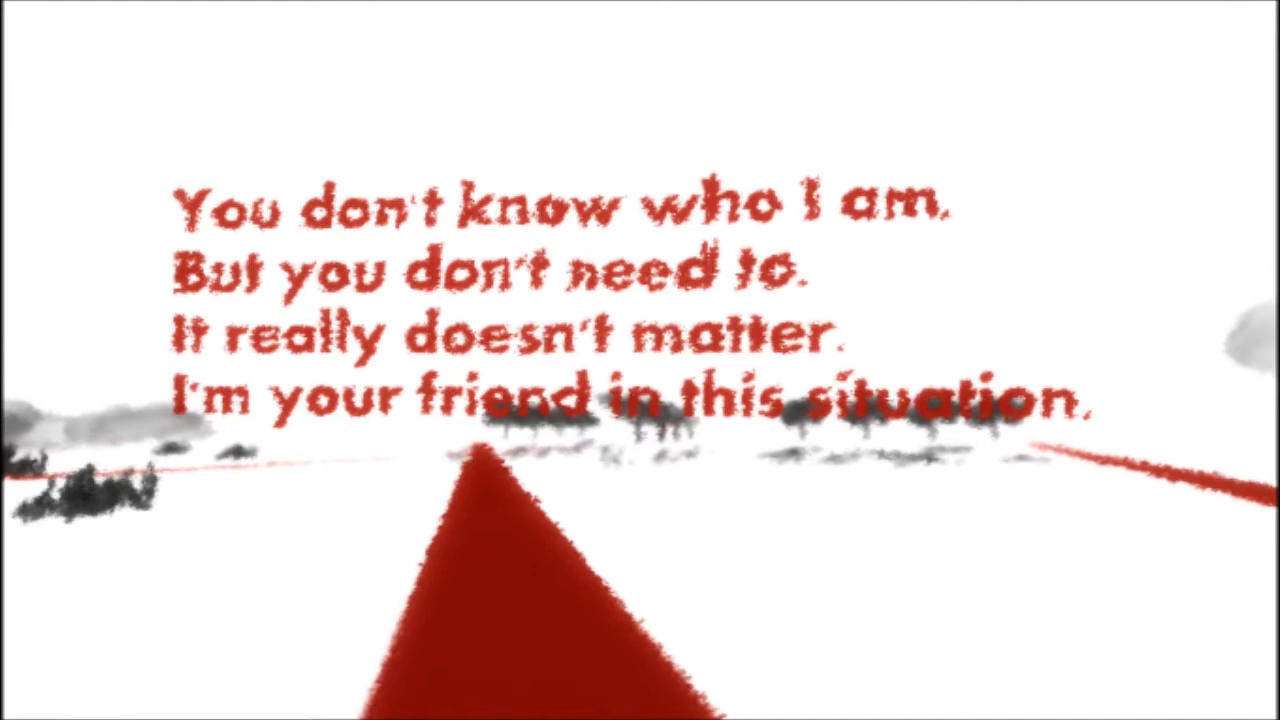 You don't know who I am.
But you don't need to.
It really doesn't matter.
I'm your friend in this situation.